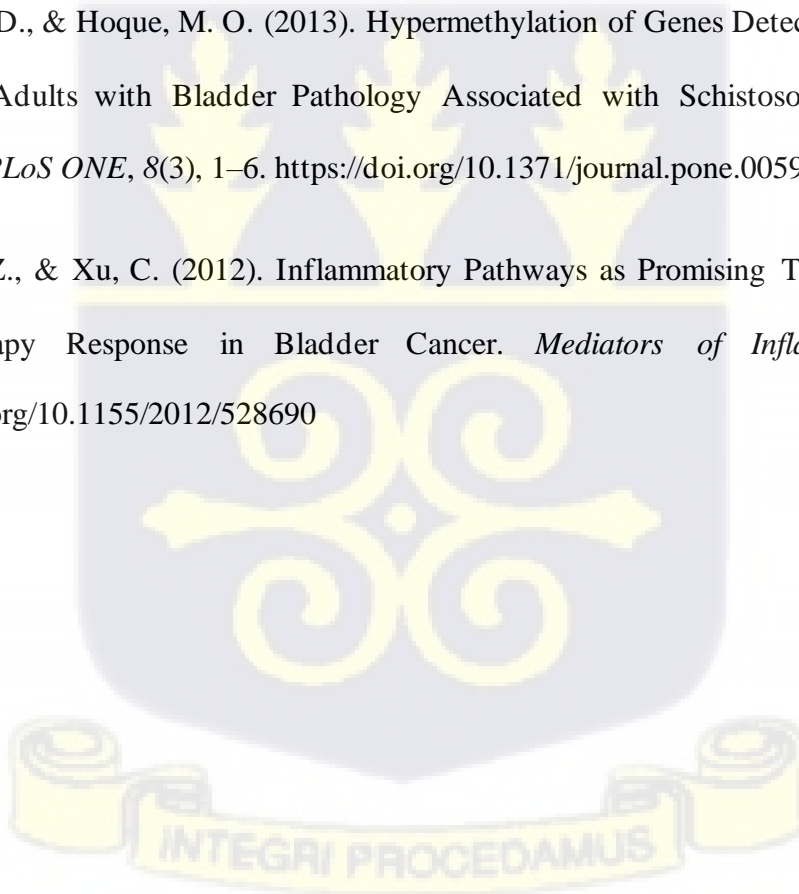 D., & Hoque, M. O. (2013). Hypermethylation of Genes Detec
Adults with Bladder Pathology Associated with Schistoso
PLoS ONE, 8(3), 1–6. https://doi.org/10.1371/journal.pone.0059
Z., & Xu, C. (2012). Inflammatory Pathways as Promising T
apy Response in Bladder Cancer. Mediators of Infla
org/10.1155/2012/528690
INTEGRI PROCEDAMUS